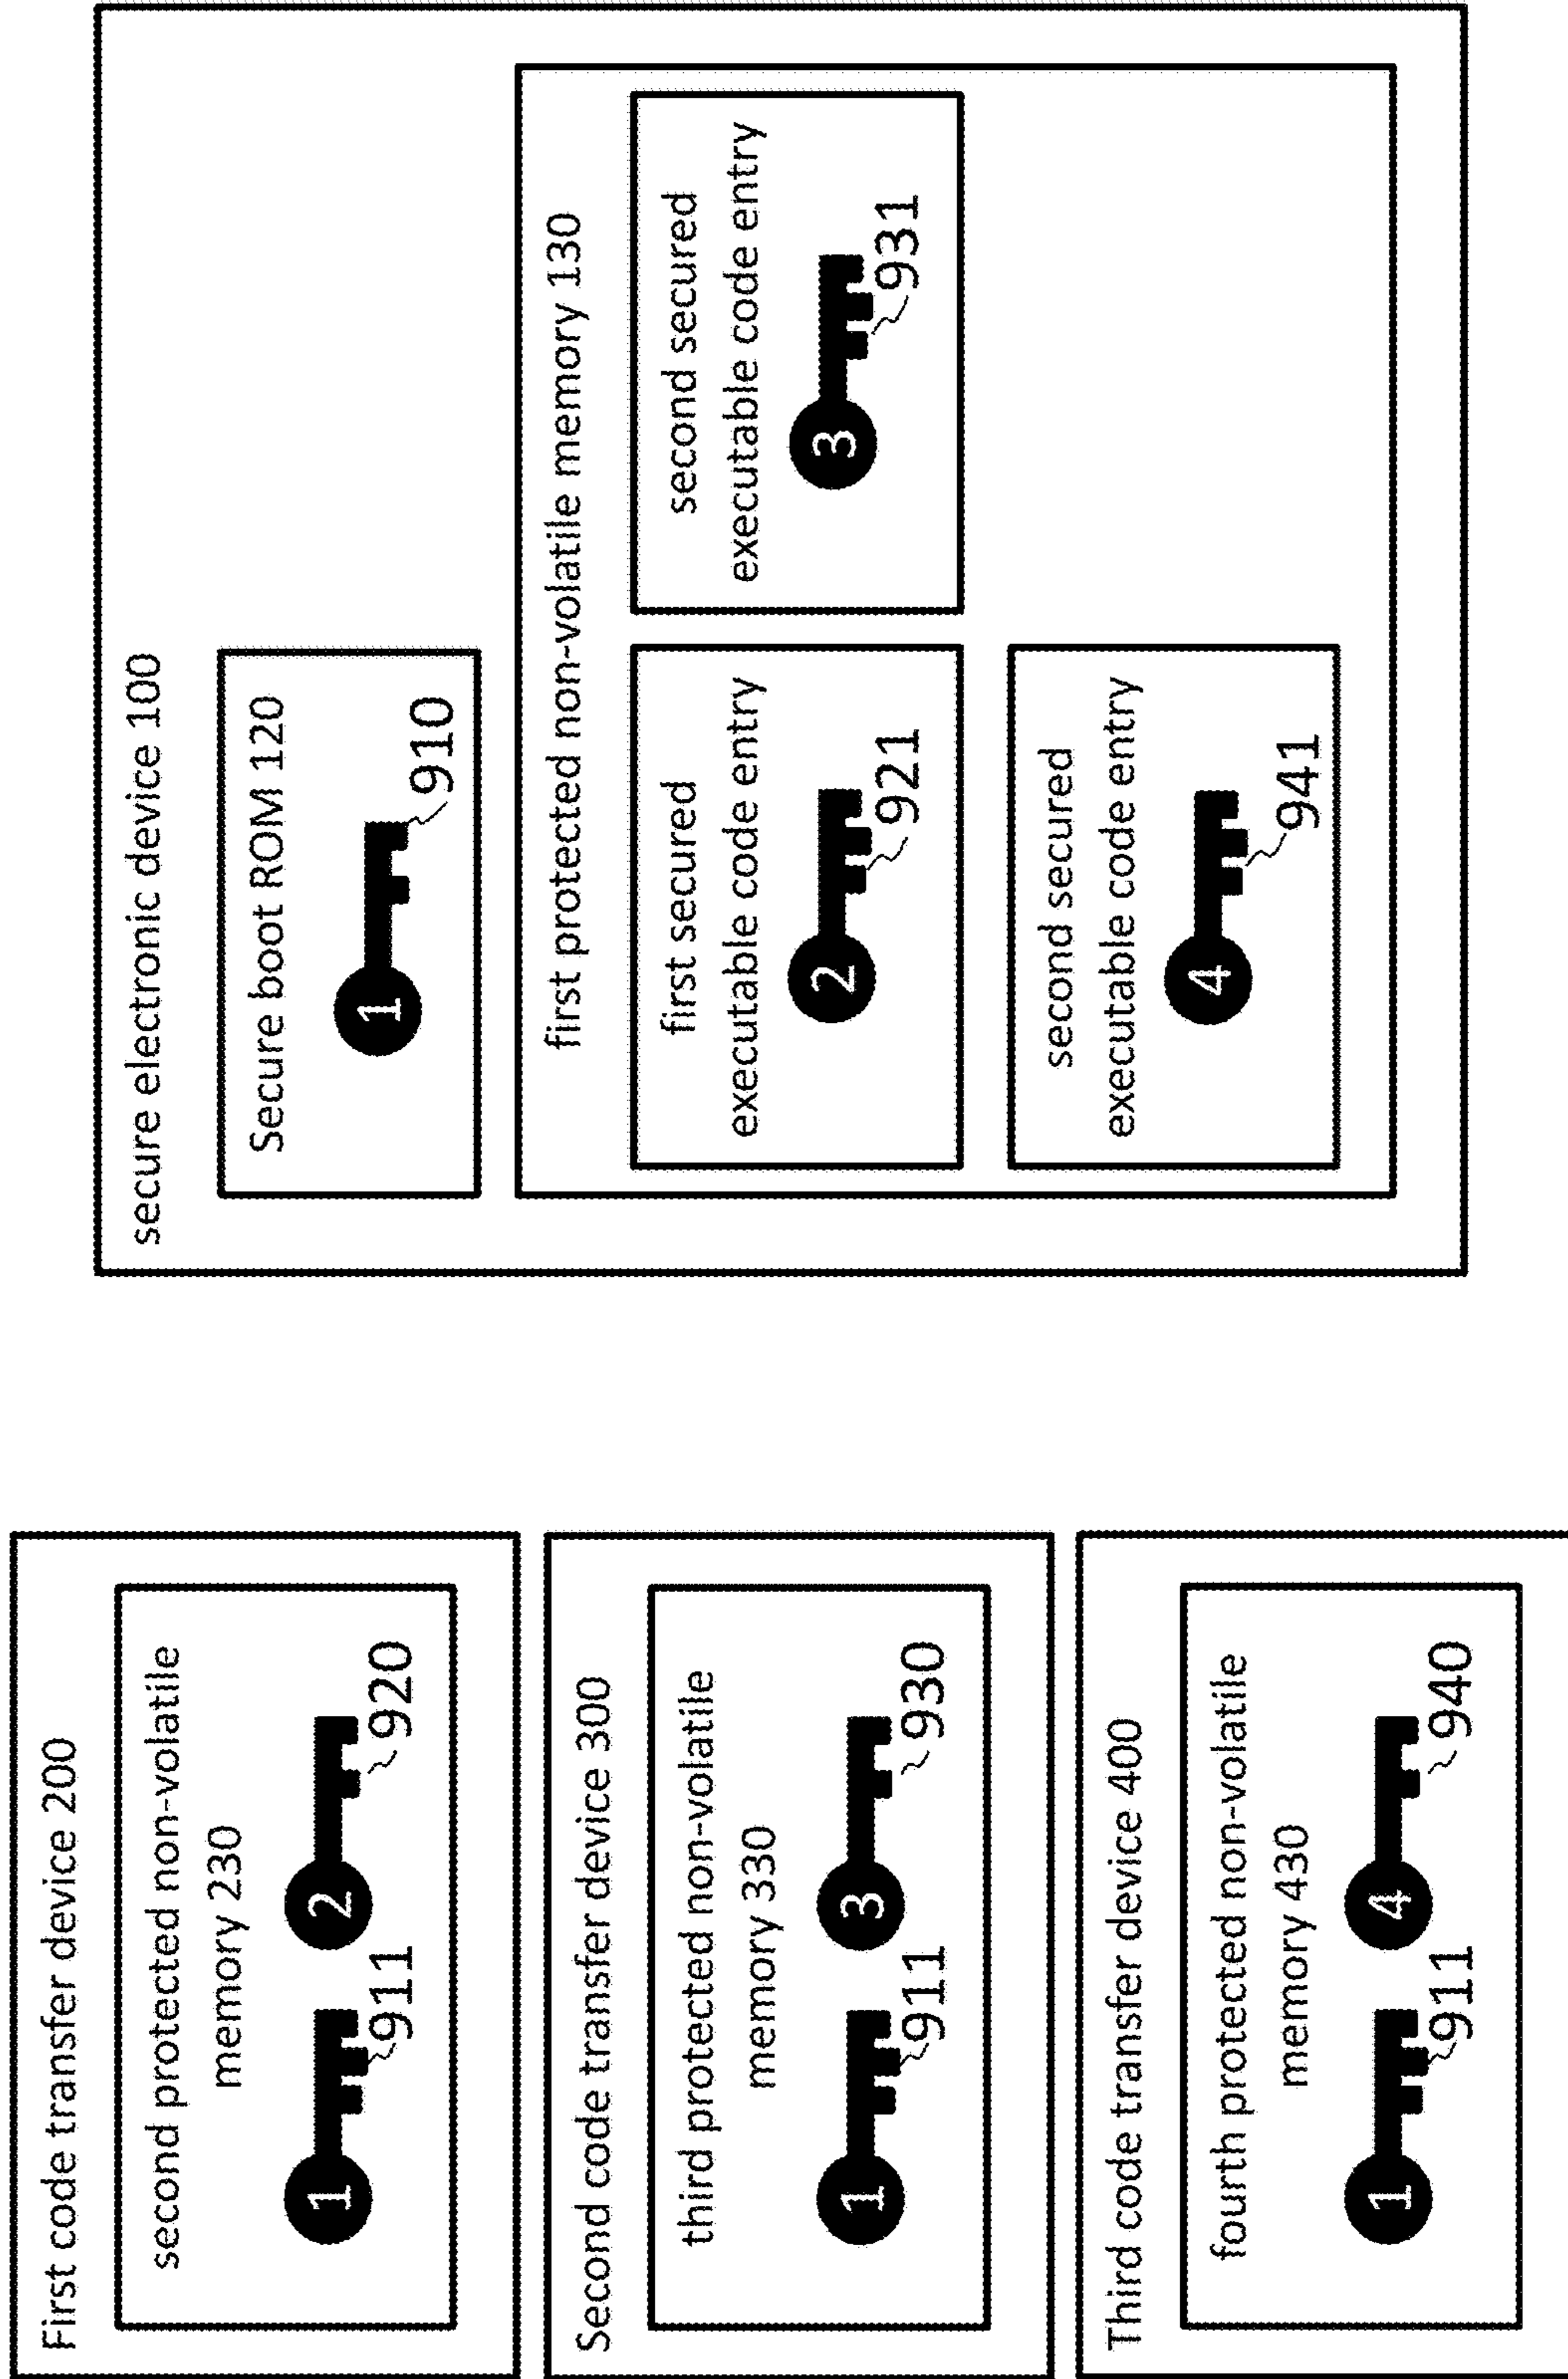 First code transfer device 200
second protected non-volatile
memory 230
1
911
2
920
Second code transfer device 300
third protected non-volatile
memory 330
1
911
3
930
Third code transfer device 400
fourth protected non-volatile
memory 430
1
911
4
940
secure electronic device 100
Secure boot ROM 120
1
910
first protected non-volatile memory 130
first secured
executable code entry
2
921
second secured
executable code entry
3
931
second secured
executable code entry
4
941